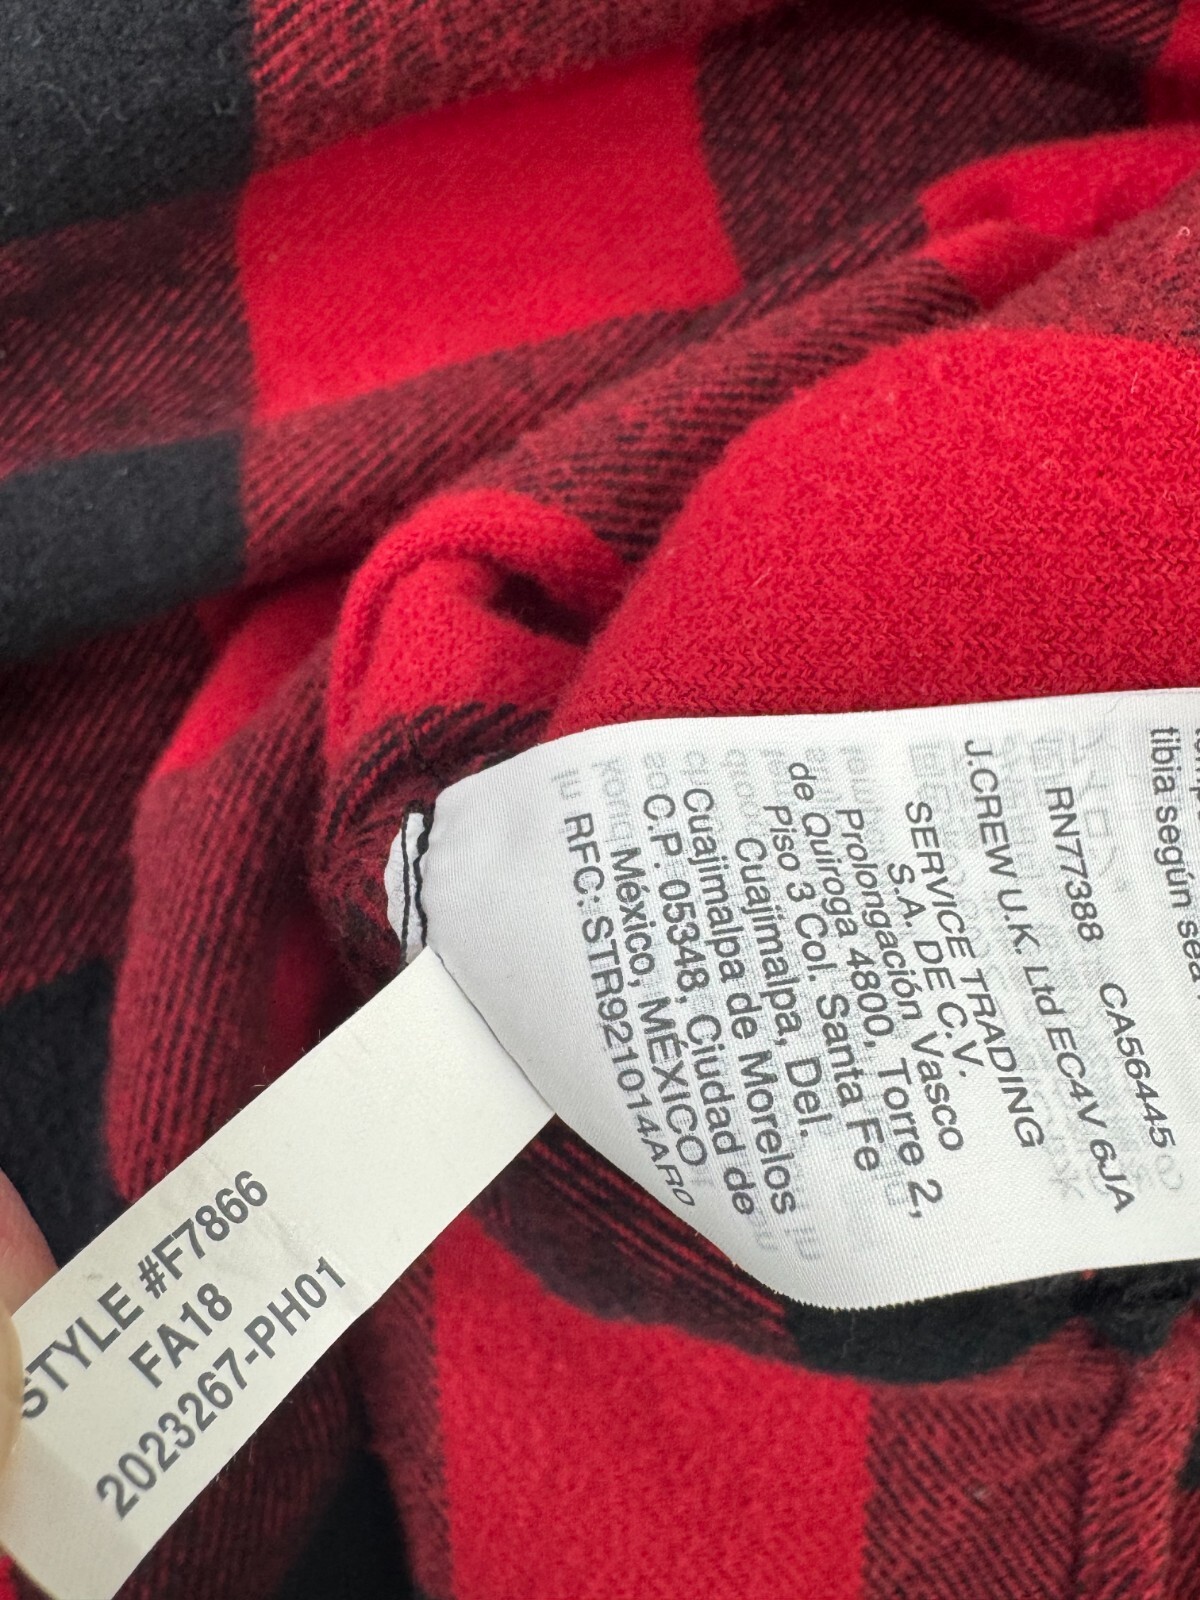 tibia según sea
RN77388 CA56445
J.CREW U.K. Ltd EC4V 6JA
SERVICE TRADING
S.A. DE C.V.
Prolongación Vasco
de Quiroga 4800, Torre 2,
Piso 3 Col. Santa Fe
Cuajimalpa, Del.
Cuajimalpa de Morelos
C.P. 05348, Ciudad de
México, MÉXICO
RFC: STR921014AR0
STYLE #F7866
FA18
2023267-PH01